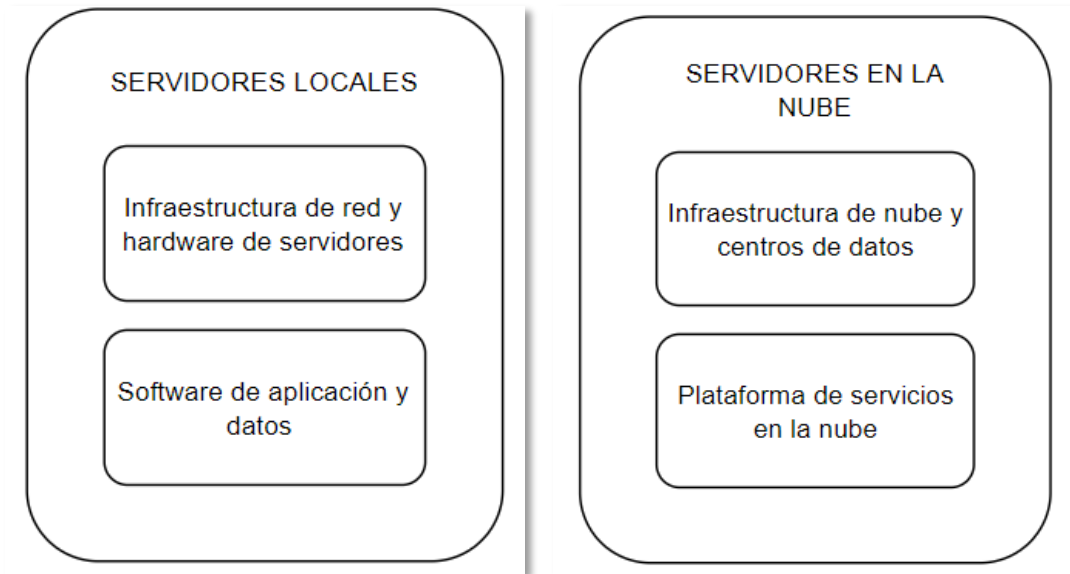 SERVIDORES LOCALES
Infraestructura de red y
hardware de servidores
Software de aplicación y
datos
SERVIDORES EN LA
NUBE
Infraestructura de nube y
centros de datos
Plataforma de servicios
en la nube